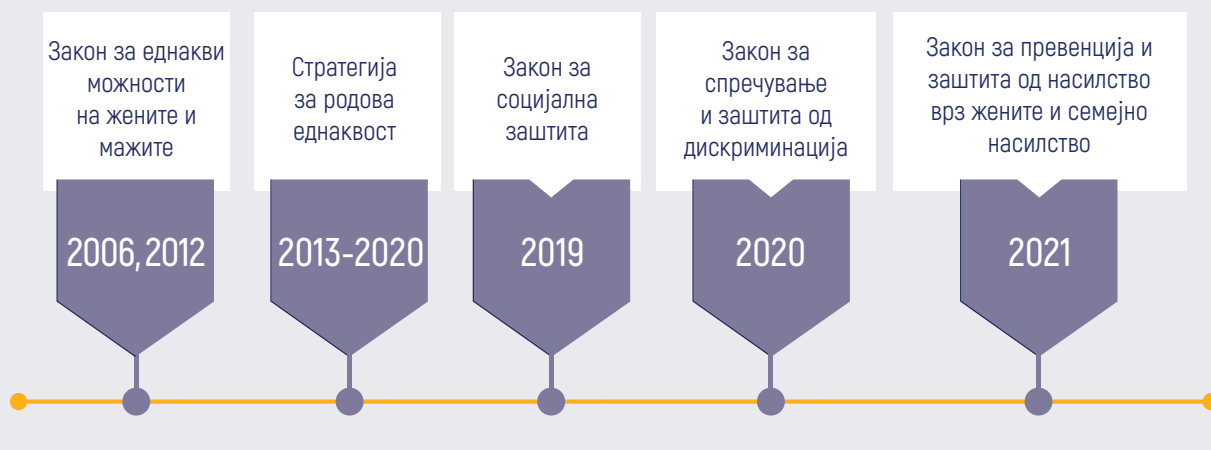 Закон за еднакви
можности
на жените и
мажите
2006, 2012
Стратегија
за родова
еднаквост
2013-2020
Закон за
социјална
заштита
2019
Закон за
спречување
и заштита од
дискриминација
2020
Закон за превенција и
заштита од насилство
врз жените и семејно
насилство
2021